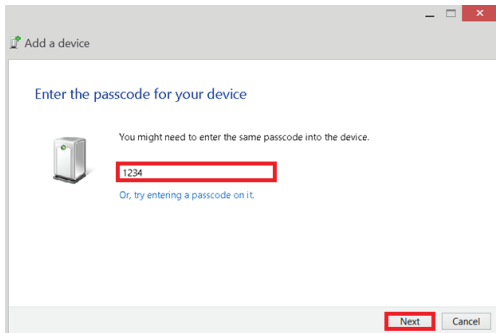 Add a device
Enter the passcode for your device
You might need to enter the same passcode into the device.
1234
Or, try entering a passcode on it.
Next
Cancel